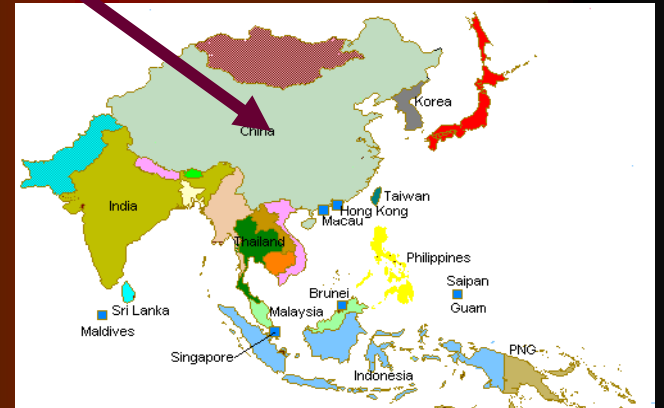 Korea
China
Taiwan
Hong Kong
Macau
India
Thailand
Philippines
Saipan
Guam
Brunei
Sri Lanka
Malaysia
Maldives
Singapore
PNG
Indonesia